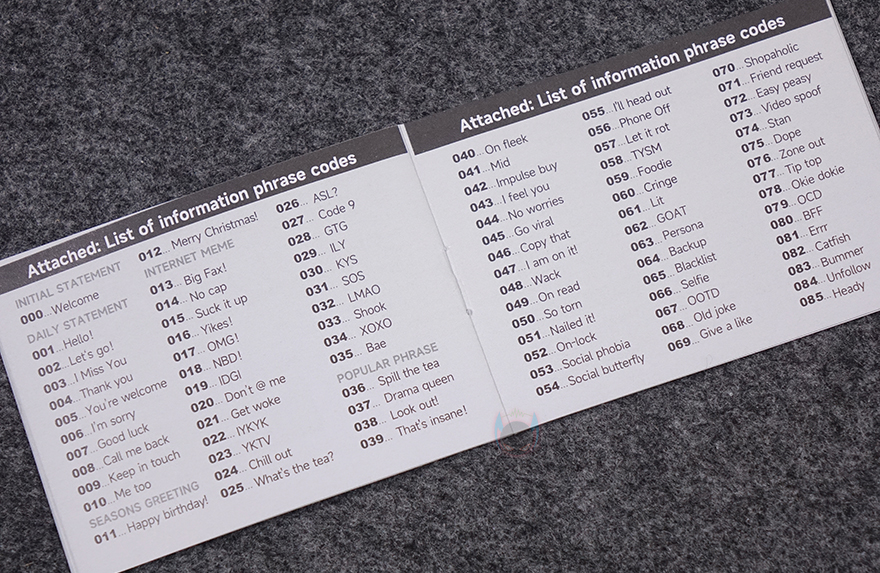 Attached: List of information phrase codes
INITIAL STATEMENT
000...Welcome
DAILY STATEMENT
001...Hello!
002...Let's go!
003...I Miss You
004...Thank you
005...You're welcome
006...I'm sorry
007...Good luck
008...Call me back
009...Keep in touch
010...Me too
SEASONS GREETING
011...Happy birthday!
012... Merry Christmas!
INTERNET MEME
013... Big Fax!
014... No cap
015... Suck it up
016... Yikes!
017... OMG!
018... NBD!
019... IDGI
020... Don't @ me
021... Get woke
022... YKYK
023... YKTV
024... Chill out
025... What's the tea?
026... ASL?
027... Code 9
028... GTG
029... ILY
030... KYS
031... SOS
032... LMAO
033... Shook
034... XOXO
035... Bae
POPULAR PHRASE
036... Spill the tea
037... Drama queen
038... Look out!
039... That's insane!
Attached: List of information phrase codes
040...On fleek
041...Mid
042...Impulse buy
043...I feel you
044...No worries
045...Go viral
046...Copy that
047...I am on it!
048...Wack
049...On read
050...So torn
051...Nailed it!
052...On-lock
053...Social phobia
054...Social butterfly
055...I'll head out
056...Phone Off
057...Let it rot
058...TYSM
059...Foodie
060...Cringe
061...Lit
062...GOAT
063...Persona
064...Backup
065...Blacklist
066...Selfie
067...OOTD
068...Old joke
069...Give a like
070...Shopaholic
071...Friend request
072...Easy peasy
073...Video spoof
074...Stan
075...Dope
076...Zone out
077...Tip top
078...Okie dokie
079...OCD
080...BFF
081...Errr
082...Catfish
083...Bummer
084...Unfollow
085...Heady